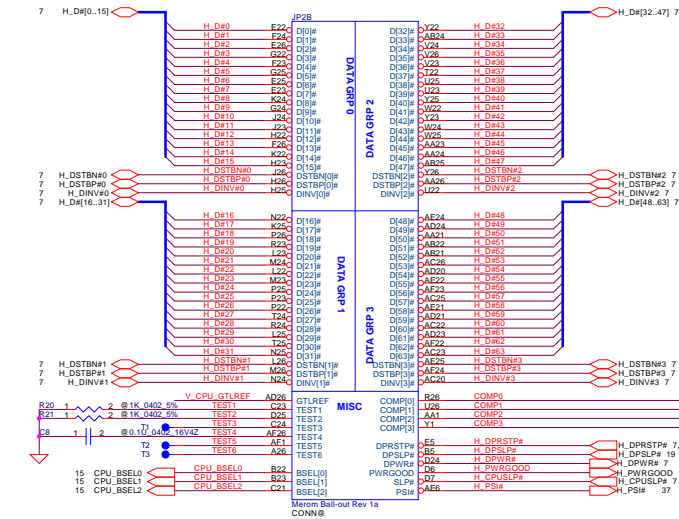 JP2B
7 H_D#[0..15] H_D#[32..47] 7
H_D#0 E22 D[0]# D[32]# Y22 H_D#32
H_D#1 F24 D[1]# D[33]# AB24 H_D#33
H_D#2 E26 D[2]# D[34]# V24 H_D#34
H_D#3 G22 D[3]# D[35]# V26 H_D#35
H_D#4 F23 D[4]# D[36]# V23 H_D#36
H_D#5 G25 D[5]# D[37]# T22 H_D#37
H_D#6 E25 D[6]# D[38]# U25 H_D#38
H_D#7 E23 D[7]# D[39]# U23 H_D#39
H_D#8 K24 D[8]# D[40]# Y25 H_D#40
H_D#9 G24 D[9]# D[41]# W22 H_D#41
H_D#10 J24 D[10]# D[42]# Y23 H_D#42
H_D#11 J23 D[11]# D[43]# W24 H_D#43
H_D#12 H22 D[12]# D[44]# W25 H_D#44
H_D#13 F26 D[13]# D[45]# AA23 H_D#45
H_D#14 K22 D[14]# D[46]# AA24 H_D#46
H_D#15 H23 D[15]# D[47]# AB25 H_D#47
7 H_DSTBN#0 H_DSTBN#0 J26 DSTBN[0]# DSTBN[2]# Y26 H_DSTBN#2 H_DSTBN#2 7
7 H_DSTBP#0 H_DSTBP#0 H26 DSTBP[0]# DSTBP[2]# AA26 H_DSTBP#2 H_DSTBP#2 7
7 H_DINV#0 H_DINV#0 H25 DINV[0]# DINV[2]# U22 H_DINV#2 H_DINV#2 7
DATA GRP 0
DATA GRP 2
7 H_D#[16..31] H_D#[48..63] 7
H_D#16 N22 D[16]# D[48]# AE24 H_D#48
H_D#17 K25 D[17]# D[49]# AD24 H_D#49
H_D#18 P26 D[18]# D[50]# AA21 H_D#50
H_D#19 R23 D[19]# D[51]# AB22 H_D#51
H_D#20 L23 D[20]# D[52]# AB21 H_D#52
H_D#21 M24 D[21]# D[53]# AC26 H_D#53
H_D#22 L22 D[22]# D[54]# AD20 H_D#54
H_D#23 M23 D[23]# D[55]# AE22 H_D#55
H_D#24 P25 D[24]# D[56]# AF23 H_D#56
H_D#25 P23 D[25]# D[57]# AC25 H_D#57
H_D#26 P22 D[26]# D[58]# AE21 H_D#58
H_D#27 T24 D[27]# D[59]# AD21 H_D#59
H_D#28 R24 D[28]# D[60]# AC22 H_D#60
H_D#29 L25 D[29]# D[61]# AD23 H_D#61
H_D#30 T25 D[30]# D[62]# AF22 H_D#62
H_D#31 N25 D[31]# D[63]# AC23 H_D#63
7 H_DSTBN#1 H_DSTBN#1 L26 DSTBN[1]# DSTBN[3]# AE25 H_DSTBN#3 H_DSTBN#3 7
7 H_DSTBP#1 H_DSTBP#1 M26 DSTBP[1]# DSTBP[3]# AF24 H_DSTBP#3 H_DSTBP#3 7
7 H_DINV#1 H_DINV#1 N24 DINV[1]# DINV[3]# AC20 H_DINV#3 H_DINV#3 7
DATA GRP 1
DATA GRP 3
V_CPU_GTLREF AD26 GTLREF MISC COMP[0] R26 COMP0
R20 1 2 @1K_0402_5% TEST1 C23 TEST1 COMP[1] U26 COMP1
R21 1 2 @1K_0402_5% TEST2 D25 TEST2 COMP[2] AA1 COMP2
T1 TEST3 C24 TEST3 COMP[3] Y1 COMP3
C8 1 2 @0.1U_0402_16V4Z TEST4 AF26 TEST4
T2 TEST5 AF1 TEST5 DPRSTP# E5 H_DPRSTP# H_DPRSTP# 7,
T3 TEST6 A26 TEST6 DPSLP# B5 H_DPSLP# H_DPSLP# 19
DPWR# D24 H_DPWR# H_DPWR# 7
15 CPU_BSEL0 CPU_BSEL0 B22 BSEL[0] PWRGOOD D6 H_PWRGOOD H_PWRGOOD
15 CPU_BSEL1 CPU_BSEL1 B23 BSEL[1] SLP# D7 H_CPUSLP# H_CPUSLP# 7
15 CPU_BSEL2 CPU_BSEL2 C21 BSEL[2] PSI# AE6 H_PSI# H_PSI# 37
Merom Ball-out Rev 1a
CONN@